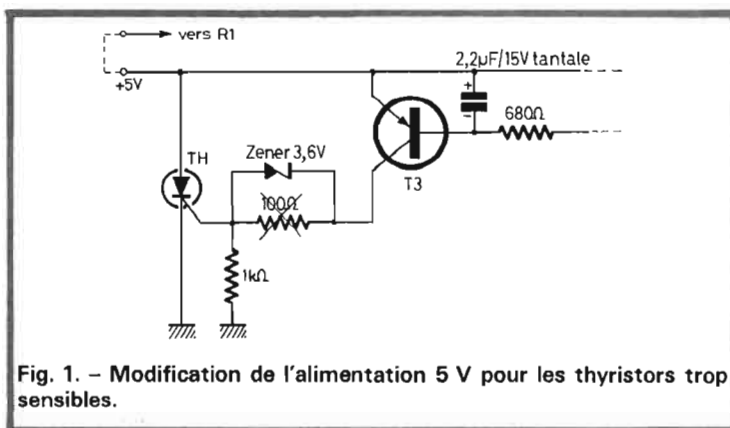 vers R1
+5V
2,2µF/15V tantale
+
-
680Ω
TH
Zener 3,6V
100Ω
T3
1kΩ
Fig. 1. – Modification de l'alimentation 5 V pour les thyristors trop
sensibles.